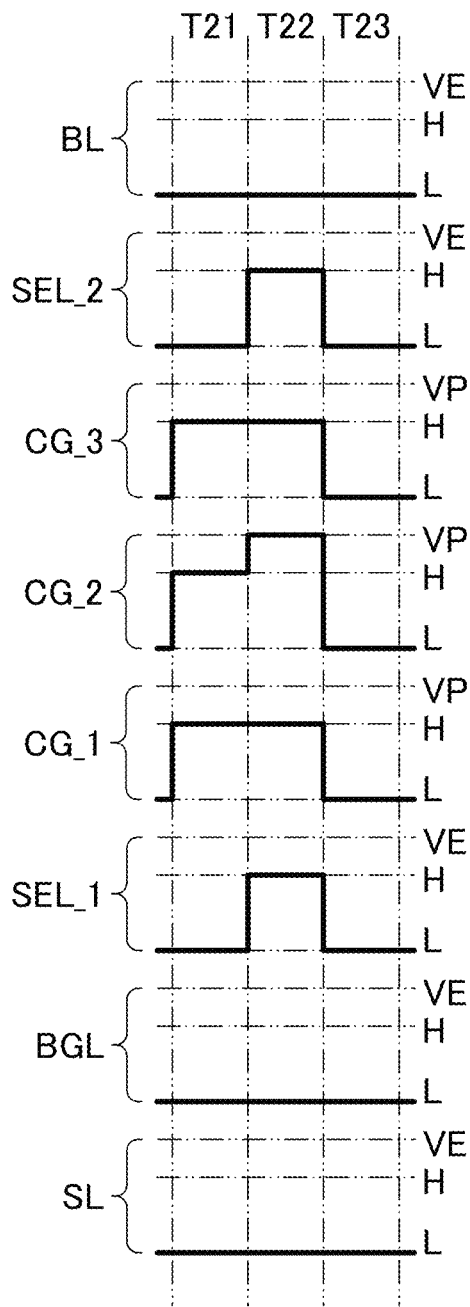 T21 T22 T23
VE
BL H
L
VE
SEL_2 H
L
VP
CG_3 H
L
VP
CG_2 H
L
VP
CG_1 H
L
VE
SEL_1 H
L
VE
BGL H
L
VE
SL H
L